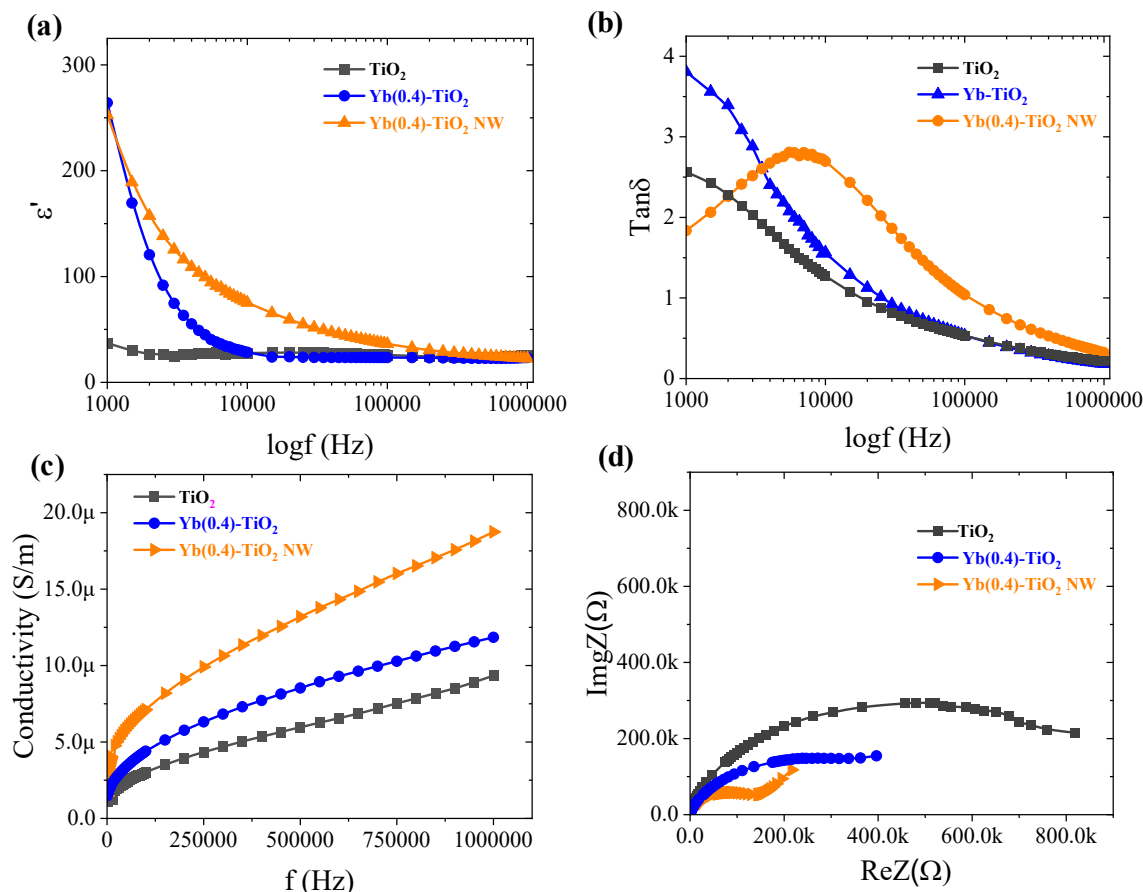 (a)
300
200
100
0
ε'
TiO₂
Yb(0.4)-TiO₂
Yb(0.4)-TiO₂ NW
1000 10000 100000 1000000
logf (Hz)
(b)
4
3
2
1
0
Tanδ
TiO₂
Yb-TiO₂
Yb(0.4)-TiO₂ NW
1000 10000 100000 1000000
logf (Hz)
(c)
20.0μ
15.0μ
10.0μ
5.0μ
0.0
Conductivity (S/m)
TiO₂
Yb(0.4)-TiO₂
Yb(0.4)-TiO₂ NW
0 250000 500000 750000 1000000
f (Hz)
(d)
800.0k
600.0k
400.0k
200.0k
0.0
ImgZ(Ω)
TiO₂
Yb(0.4)-TiO₂
Yb(0.4)-TiO₂ NW
0.0 200.0k 400.0k 600.0k 800.0k
ReZ(Ω)